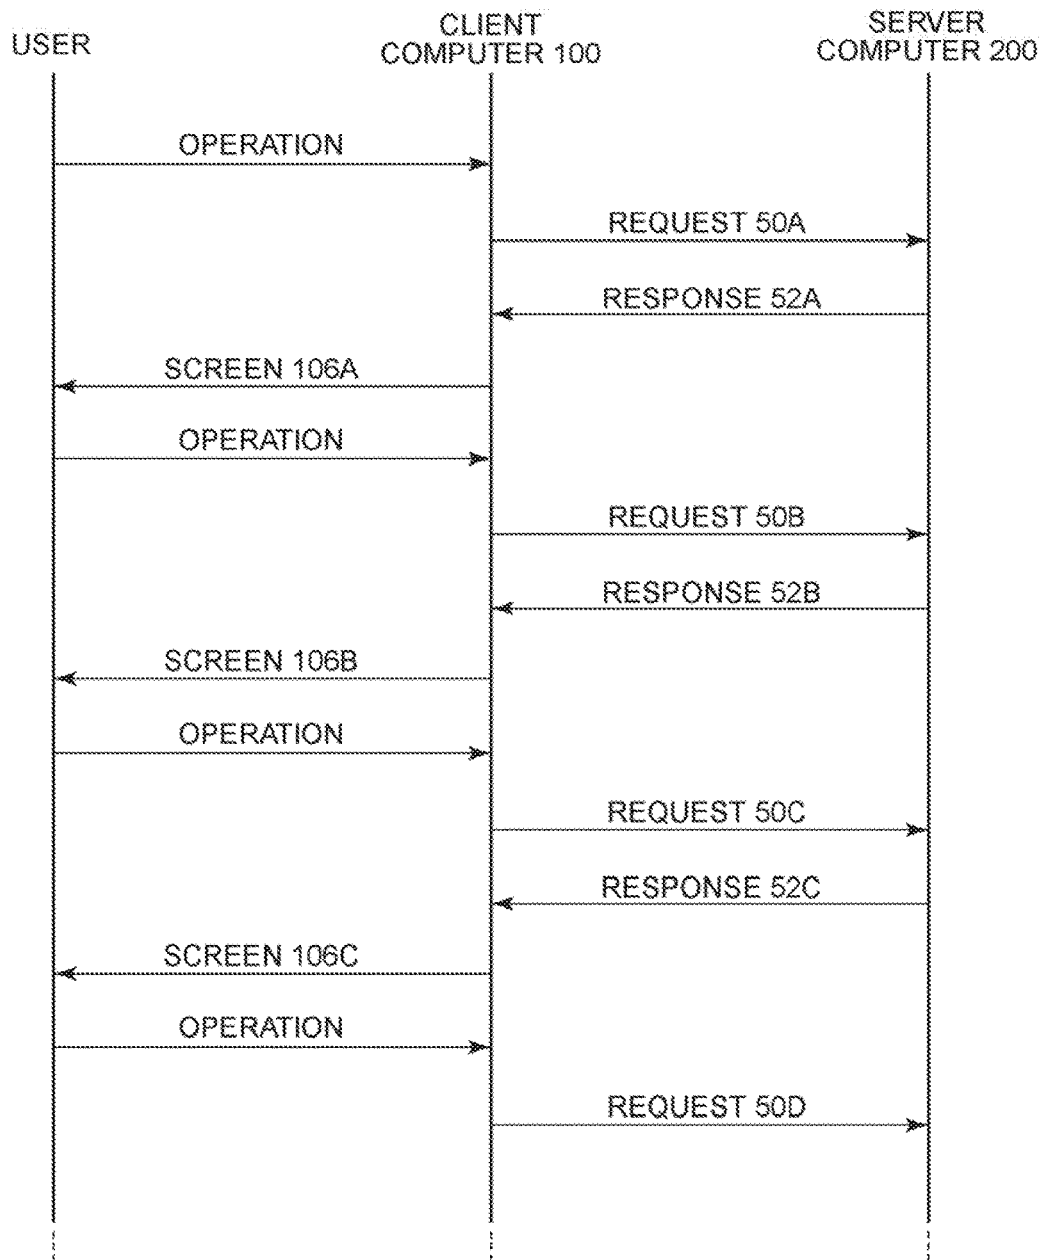 USER
CLIENT
COMPUTER 100
SERVER
COMPUTER 200
OPERATION
REQUEST 50A
RESPONSE 52A
SCREEN 106A
OPERATION
REQUEST 50B
RESPONSE 52B
SCREEN 106B
OPERATION
REQUEST 50C
RESPONSE 52C
SCREEN 106C
OPERATION
REQUEST 50D